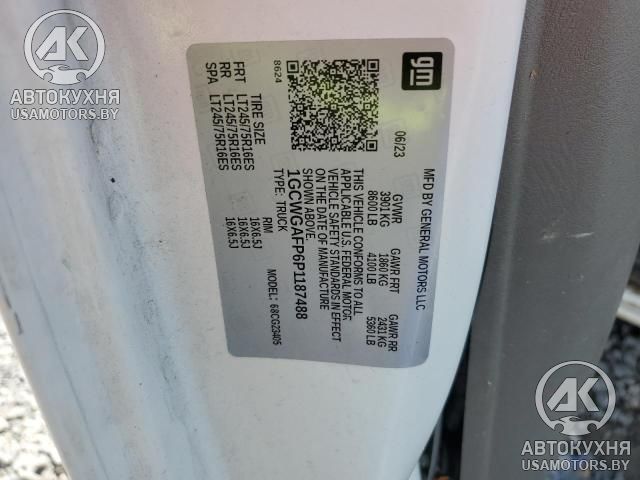 gm
MFD BY GENERAL MOTORS LLC
06/23
GVWR
3901 KG
8600 LB
GAWR FRT
1860 KG
4100 LB
GAWR RR
2431 KG
5360 LB
THIS VEHICLE CONFORMS TO ALL
APPLICABLE U.S. FEDERAL MOTOR
VEHICLE SAFETY STANDARDS IN EFFECT
ON THE DATE OF MANUFACTURE
SHOWN ABOVE.
1GCWGAFP6P1187488
TYPE: TRUCK
MODEL: 68CG23405
8624
TIRE SIZE RIM
FRT LT245/75R16ES 16X6.5J
RR LT245/75R16ES 16X6.5J
SPA LT245/75R16ES 16X6.5J
АК
АВТОКУХНЯ
USAMOTORS.BY
АК
АВТОКУХНЯ
USAMOTORS.BY